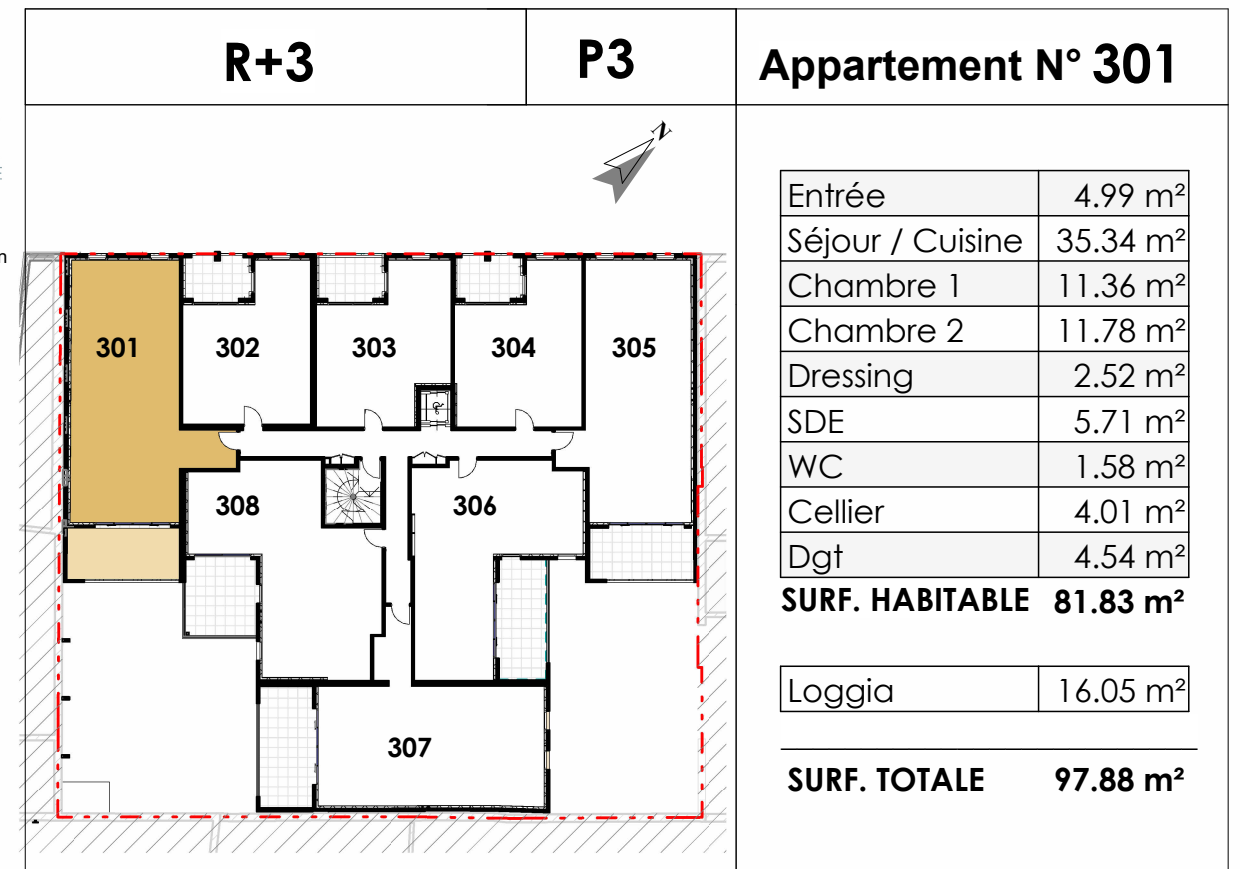 R+3
P3
Appartement N° 301
N
E
n
301
302
303
304
305
308
306
307
Entrée 4.99 m²
Séjour / Cuisine 35.34 m²
Chambre 1 11.36 m²
Chambre 2 11.78 m²
Dressing 2.52 m²
SDE 5.71 m²
WC 1.58 m²
Cellier 4.01 m²
Dgt 4.54 m²
SURF. HABITABLE 81.83 m²
Loggia 16.05 m²
SURF. TOTALE 97.88 m²